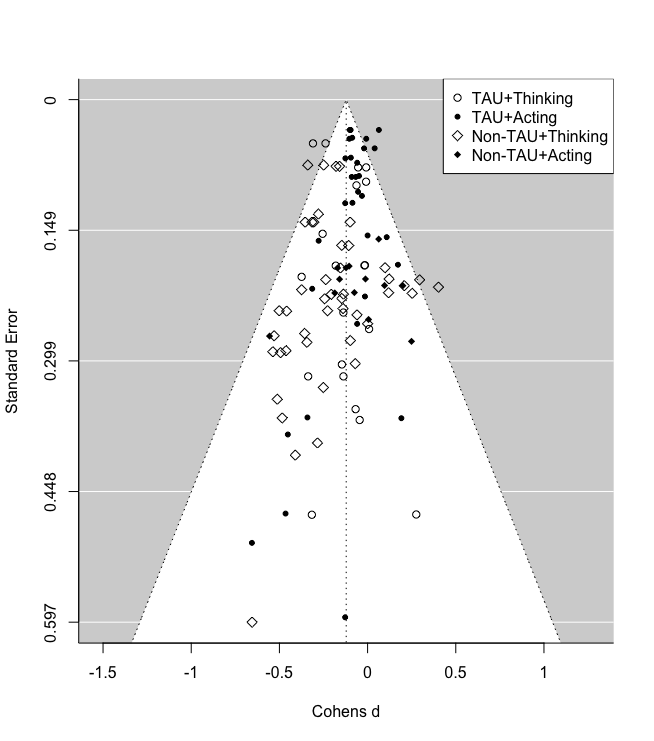 TAU+Thinking
TAU+Acting
Non-TAU+Thinking
Non-TAU+Acting
0
0.149
0.299
0.448
0.597
Standard Error
-1.5 -1 -0.5 0 0.5 1
Cohens d